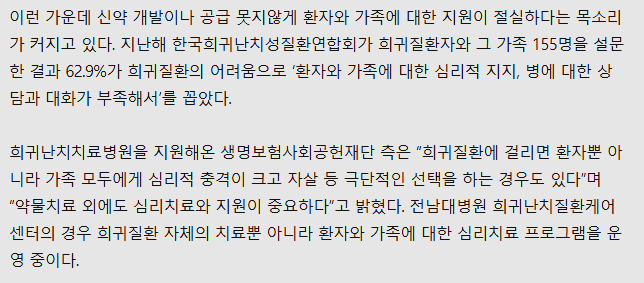 이런 가운데 신약 개발이나 공급 못지않게 환자와 가족에 대한 지원이 절실하다는 목소리
가 커지고 있다. 지난해 한국희귀난치성질환연합회가 희귀질환자와 그 가족 155명을 설문
한 결과 62.9%가 희귀질환의 어려움으로 ‘환자와 가족에 대한 심리적 지지, 병에 대한 상
담과 대화가 부족해서’를 꼽았다.
희귀난치치료병원을 지원해온 생명보험사회공헌재단 측은 “희귀질환에 걸리면 환자뿐 아
니라 가족 모두에게 심리적 충격이 크고 자살 등 극단적인 선택을 하는 경우도 있다”며
“약물치료 외에도 심리치료와 지원이 중요하다”고 밝혔다. 전남대병원 희귀난치질환케어
센터의 경우 희귀질환 자체의 치료뿐 아니라 환자와 가족에 대한 심리치료 프로그램을 운
영 중이다.